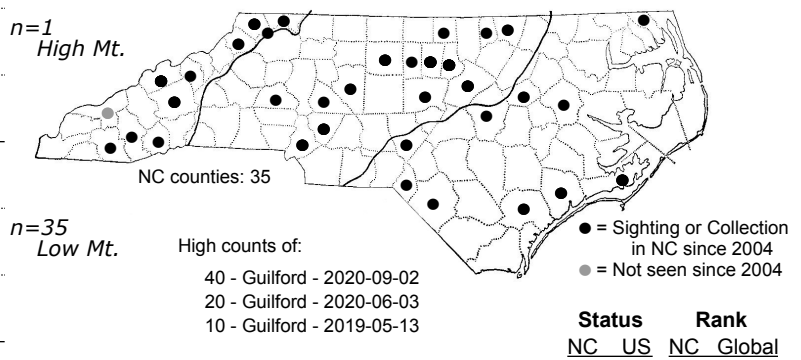 n=1
High Mt.
NC counties: 35
n=35
Low Mt.
High counts of:
40 - Guilford - 2020-09-02
20 - Guilford - 2020-06-03
10 - Guilford - 2019-05-13
● = Sighting or Collection
in NC since 2004
● = Not seen since 2004
Status Rank
NC US NC Global